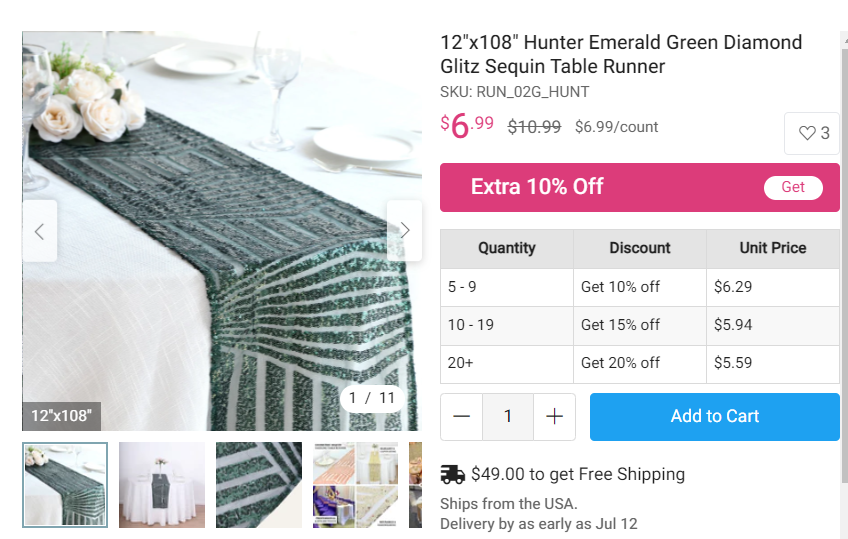 12"x108" Hunter Emerald Green Diamond
Glitz Sequin Table Runner
SKU: RUN_02G_HUNT
$6.99 $10.99 $6.99/count
3
Extra 10% Off Get
Quantity Discount Unit Price
5 - 9 Get 10% off $6.29
10 - 19 Get 15% off $5.94
20+ Get 20% off $5.59
1 / 11
12"x108"
1
Add to Cart
$49.00 to get Free Shipping
Ships from the USA.
Delivery by as early as Jul 12